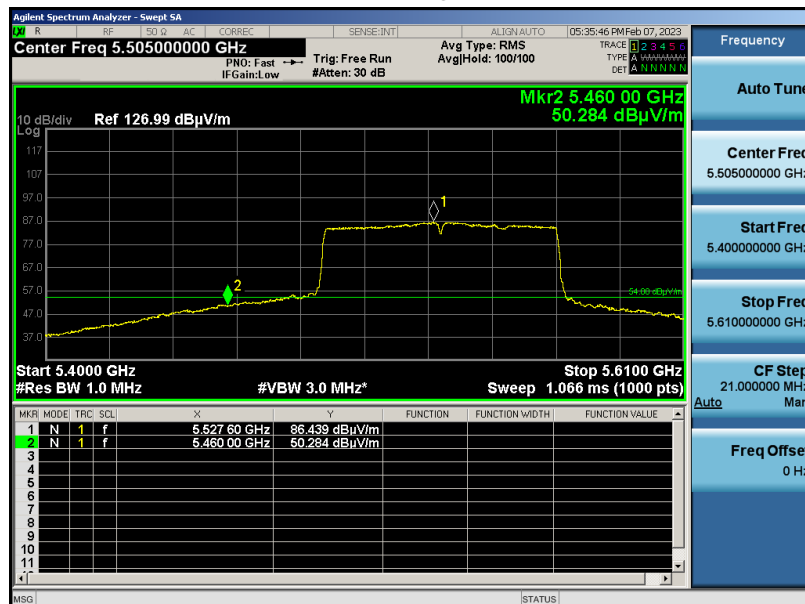 Agilent Spectrum Analyzer - Swept SA
LXI R RF 50 Ω AC CORREC SENSE:INT ALIGN AUTO 05:35:46 PM Feb 07, 2023
Center Freq 5.505000000 GHz
PNO: Fast
IFGain:Low
Trig: Free Run
#Atten: 30 dB
Avg Type: RMS
Avg|Hold: 100/100
TRACE 1 2 3 4 5 6
TYPE A WWWWW
DET A N N N N N
Mkr2 5.460 00 GHz
50.284 dBµV/m
10 dB/div Ref 126.99 dBµV/m
Log
117
107
97.0
87.0
77.0
67.0
57.0
47.0
37.0
1
2
54.00 dBµV/m
Start 5.4000 GHz Stop 5.6100 GHz
#Res BW 1.0 MHz #VBW 3.0 MHz* Sweep 1.066 ms (1000 pts)
MKR MODE TRC SCL X Y FUNCTION FUNCTION WIDTH FUNCTION VALUE
1 N 1 f 5.527 60 GHz 86.439 dBµV/m
2 N 1 f 5.460 00 GHz 50.284 dBµV/m
3
4
5
6
7
8
9
10
11
MSG STATUS
Frequency
Auto Tune
Center Freq
5.505000000 GHz
Start Freq
5.400000000 GHz
Stop Freq
5.610000000 GHz
CF Step
21.000000 MHz
Auto Man
Freq Offset
0 Hz